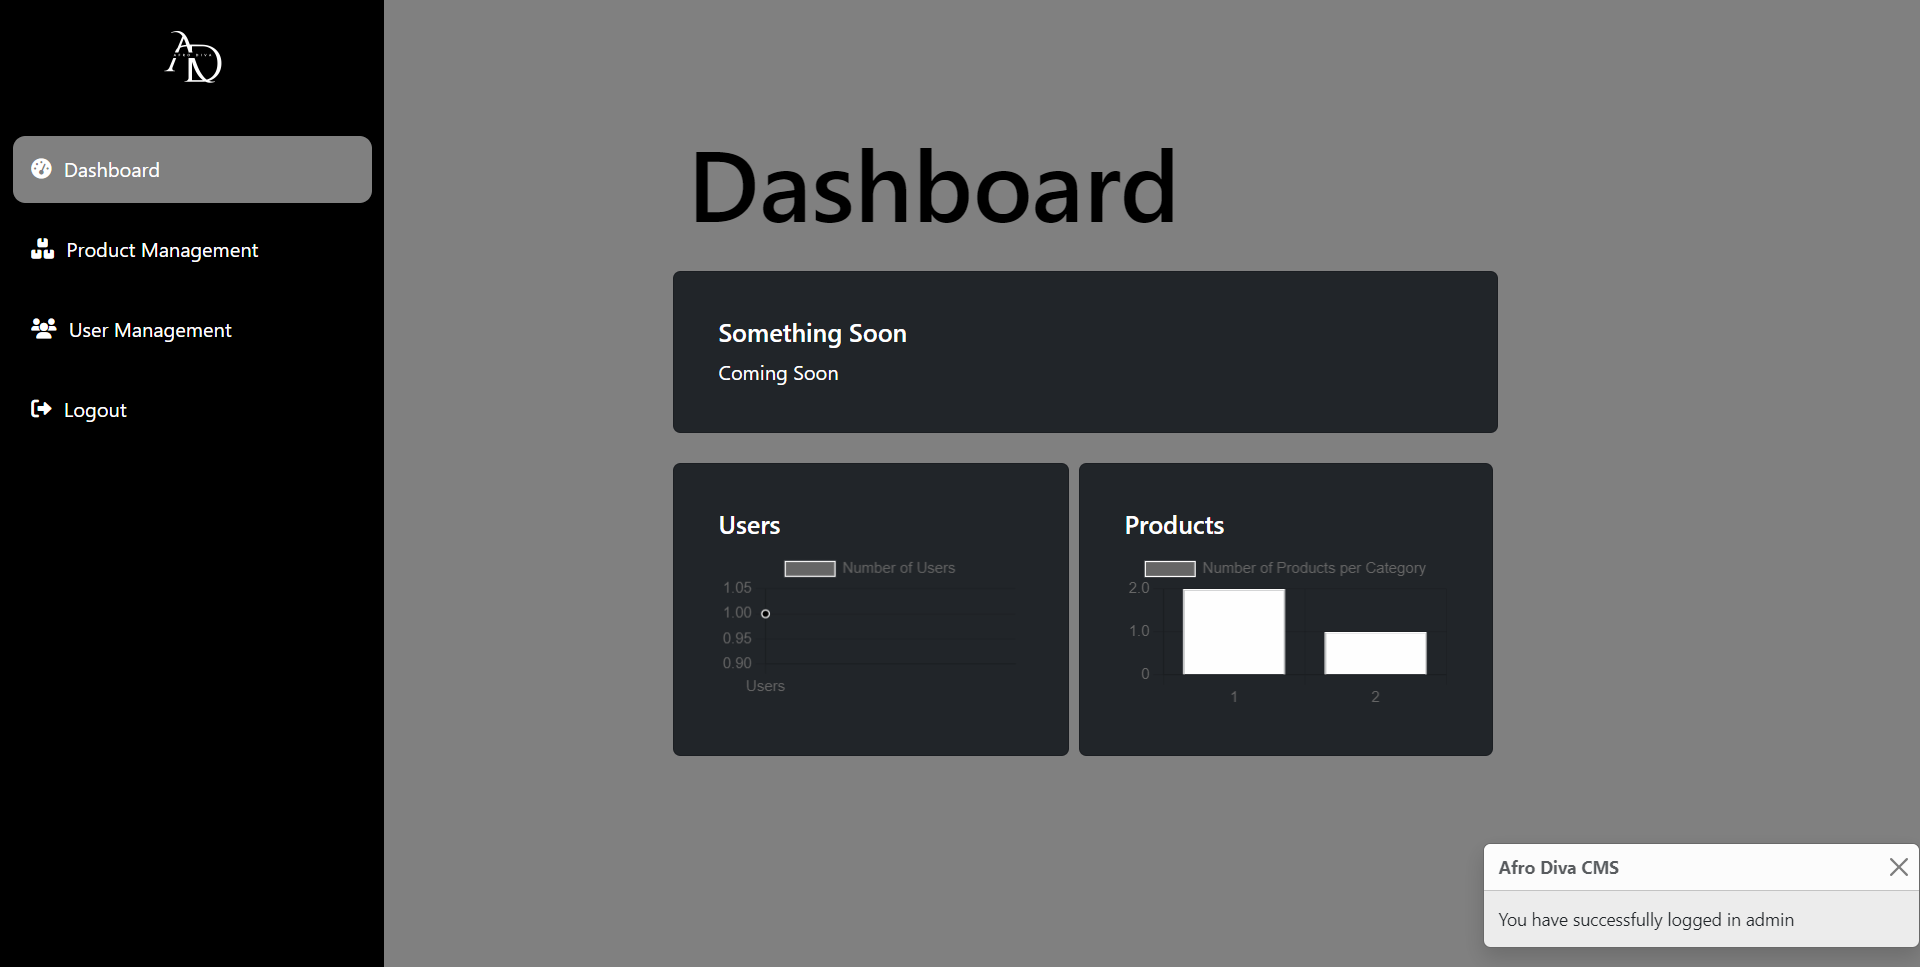 AD
AFRO DIVA
Dashboard
Product Management
User Management
Logout
Dashboard
Something Soon
Coming Soon
Users
Number of Users
1.05
1.00
0.95
0.90
Users
Products
Number of Products per Category
2.0
1.0
0
1
2
Afro Diva CMS
You have successfully logged in admin